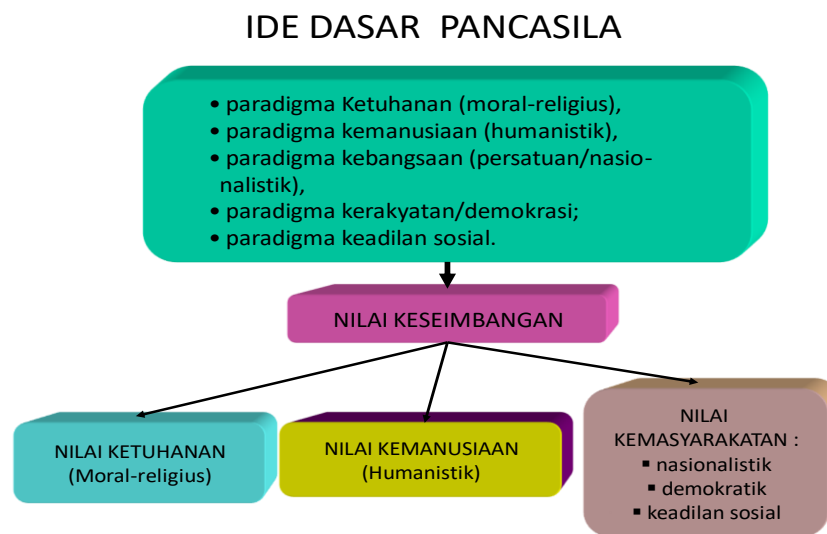 IDE DASAR PANCASILA
• paradigma Ketuhanan (moral-religius),
• paradigma kemanusiaan (humanistik),
• paradigma kebangsaan (persatuan/nasio-
nalistik),
• paradigma kerakyatan/demokrasi;
• paradigma keadilan sosial.
NILAI KESEIMBANGAN
NILAI KETUHANAN
(Moral-religius)
NILAI KEMANUSIAAN
(Humanistik)
NILAI
KEMASYARAKATAN :
▪ nasionalistik
▪ demokratik
▪ keadilan sosial